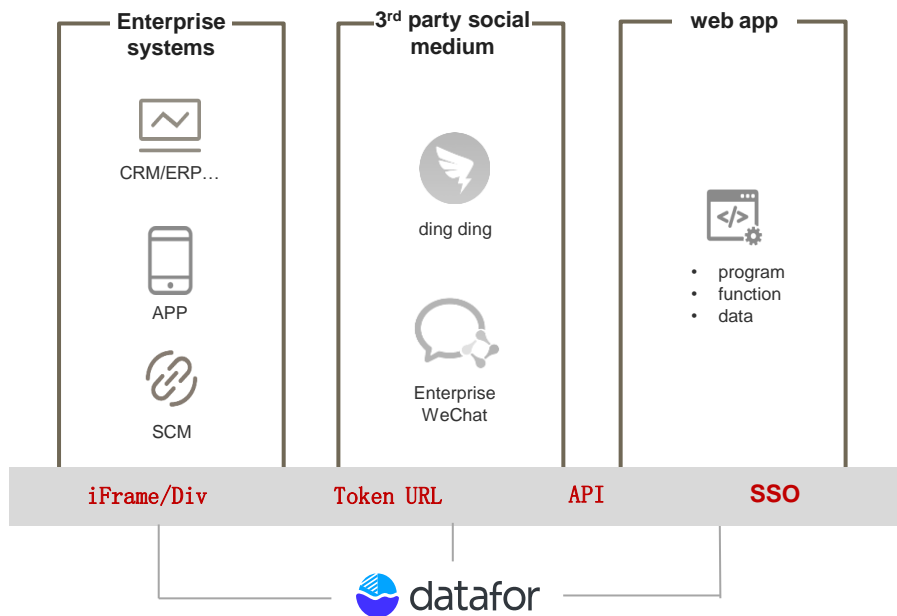 Enterprise
systems
CRM/ERP…
APP
SCM
3rd party social
medium
ding ding
Enterprise
WeChat
web app
</>
• program
• function
• data
iFrame/Div
Token URL
API
SSO
datafor